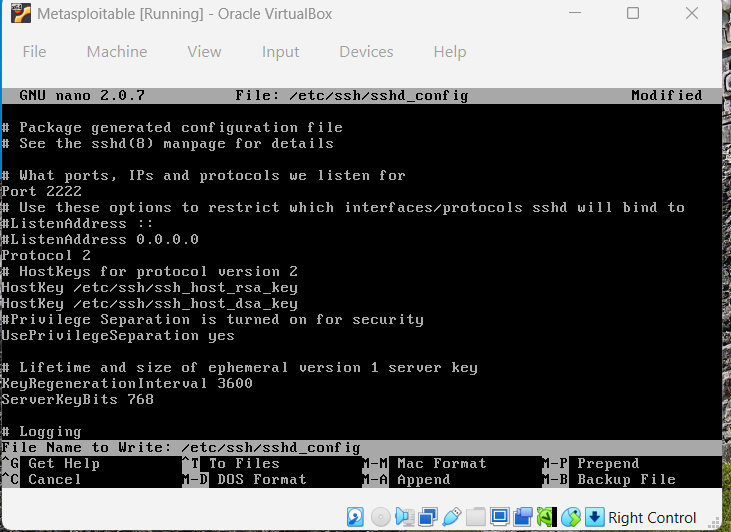 Metasploitable [Running] - Oracle VirtualBox
File Machine View Input Devices Help
GNU nano 2.0.7 File: /etc/ssh/sshd_config Modified
# Package generated configuration file
# See the sshd(8) manpage for details
# What ports, IPs and protocols we listen for
Port 2222
# Use these options to restrict which interfaces/protocols sshd will bind to
#ListenAddress ::
#ListenAddress 0.0.0.0
Protocol 2
# HostKeys for protocol version 2
HostKey /etc/ssh/ssh_host_rsa_key
HostKey /etc/ssh/ssh_host_dsa_key
#Privilege Separation is turned on for security
UsePrivilegeSeparation yes
# Lifetime and size of ephemeral version 1 server key
KeyRegenerationInterval 3600
ServerKeyBits 768
# Logging
File Name to Write: /etc/ssh/sshd_config
^G Get Help ^T To Files M-M Mac Format M-P Prepend
^C Cancel M-D DOS Format M-A Append M-B Backup File
Right Control